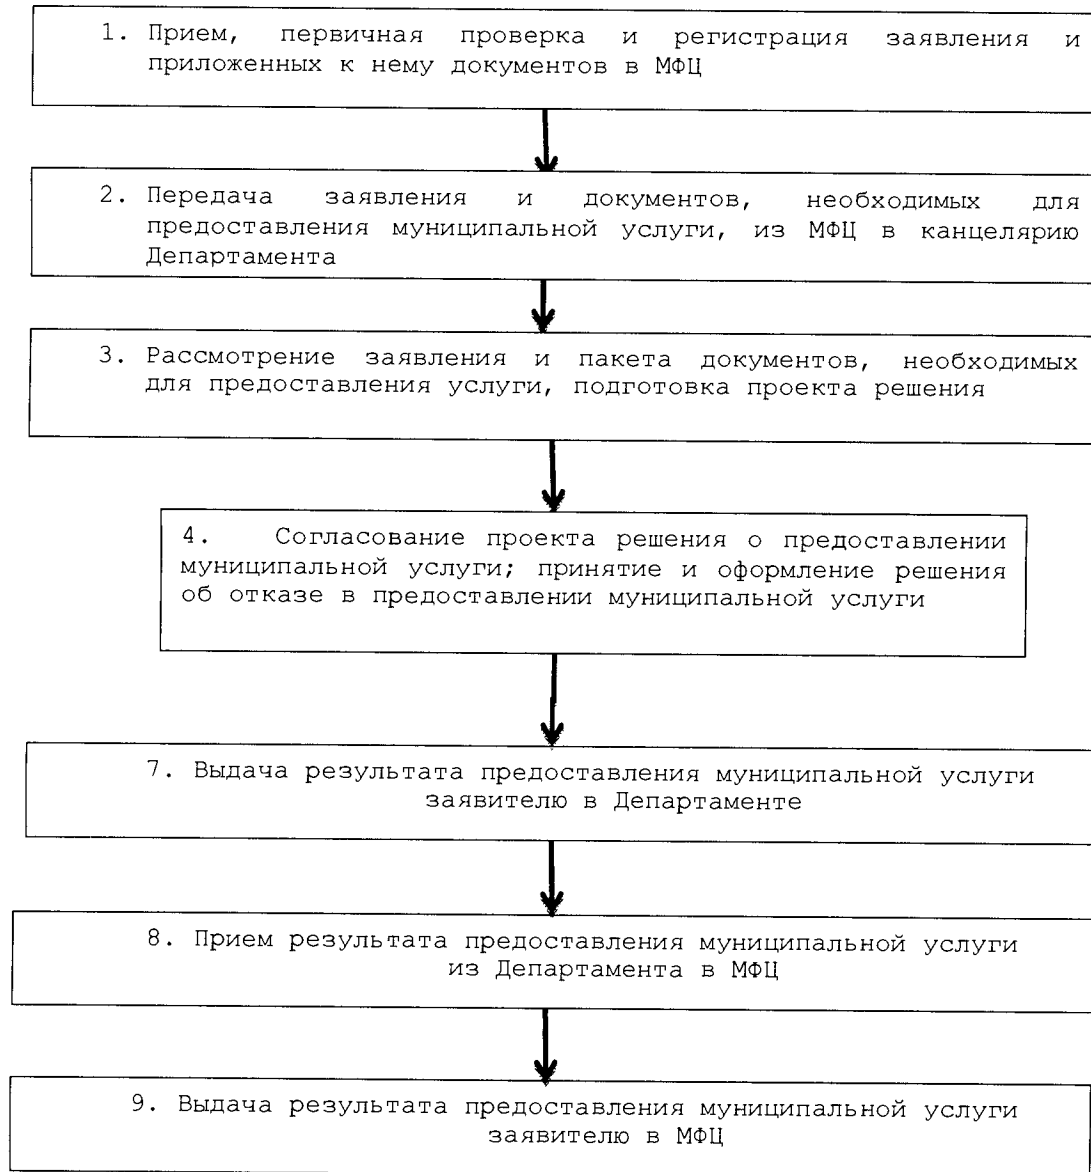 1. Прием, первичная проверка и регистрация заявления и
приложенных к нему документов в МФЦ
2. Передача заявления и документов, необходимых для
предоставления муниципальной услуги, из МФЦ в канцелярию
Департамента
3. Рассмотрение заявления и пакета документов, необходимых
для предоставления услуги, подготовка проекта решения
4. Согласование проекта решения о предоставлении
муниципальной услуги; принятие и оформление решения
об отказе в предоставлении муниципальной услуги
7. Выдача результата предоставления муниципальной услуги
заявителю в Департаменте
8. Прием результата предоставления муниципальной услуги
из Департамента в МФЦ
9. Выдача результата предоставления муниципальной услуги
заявителю в МФЦ